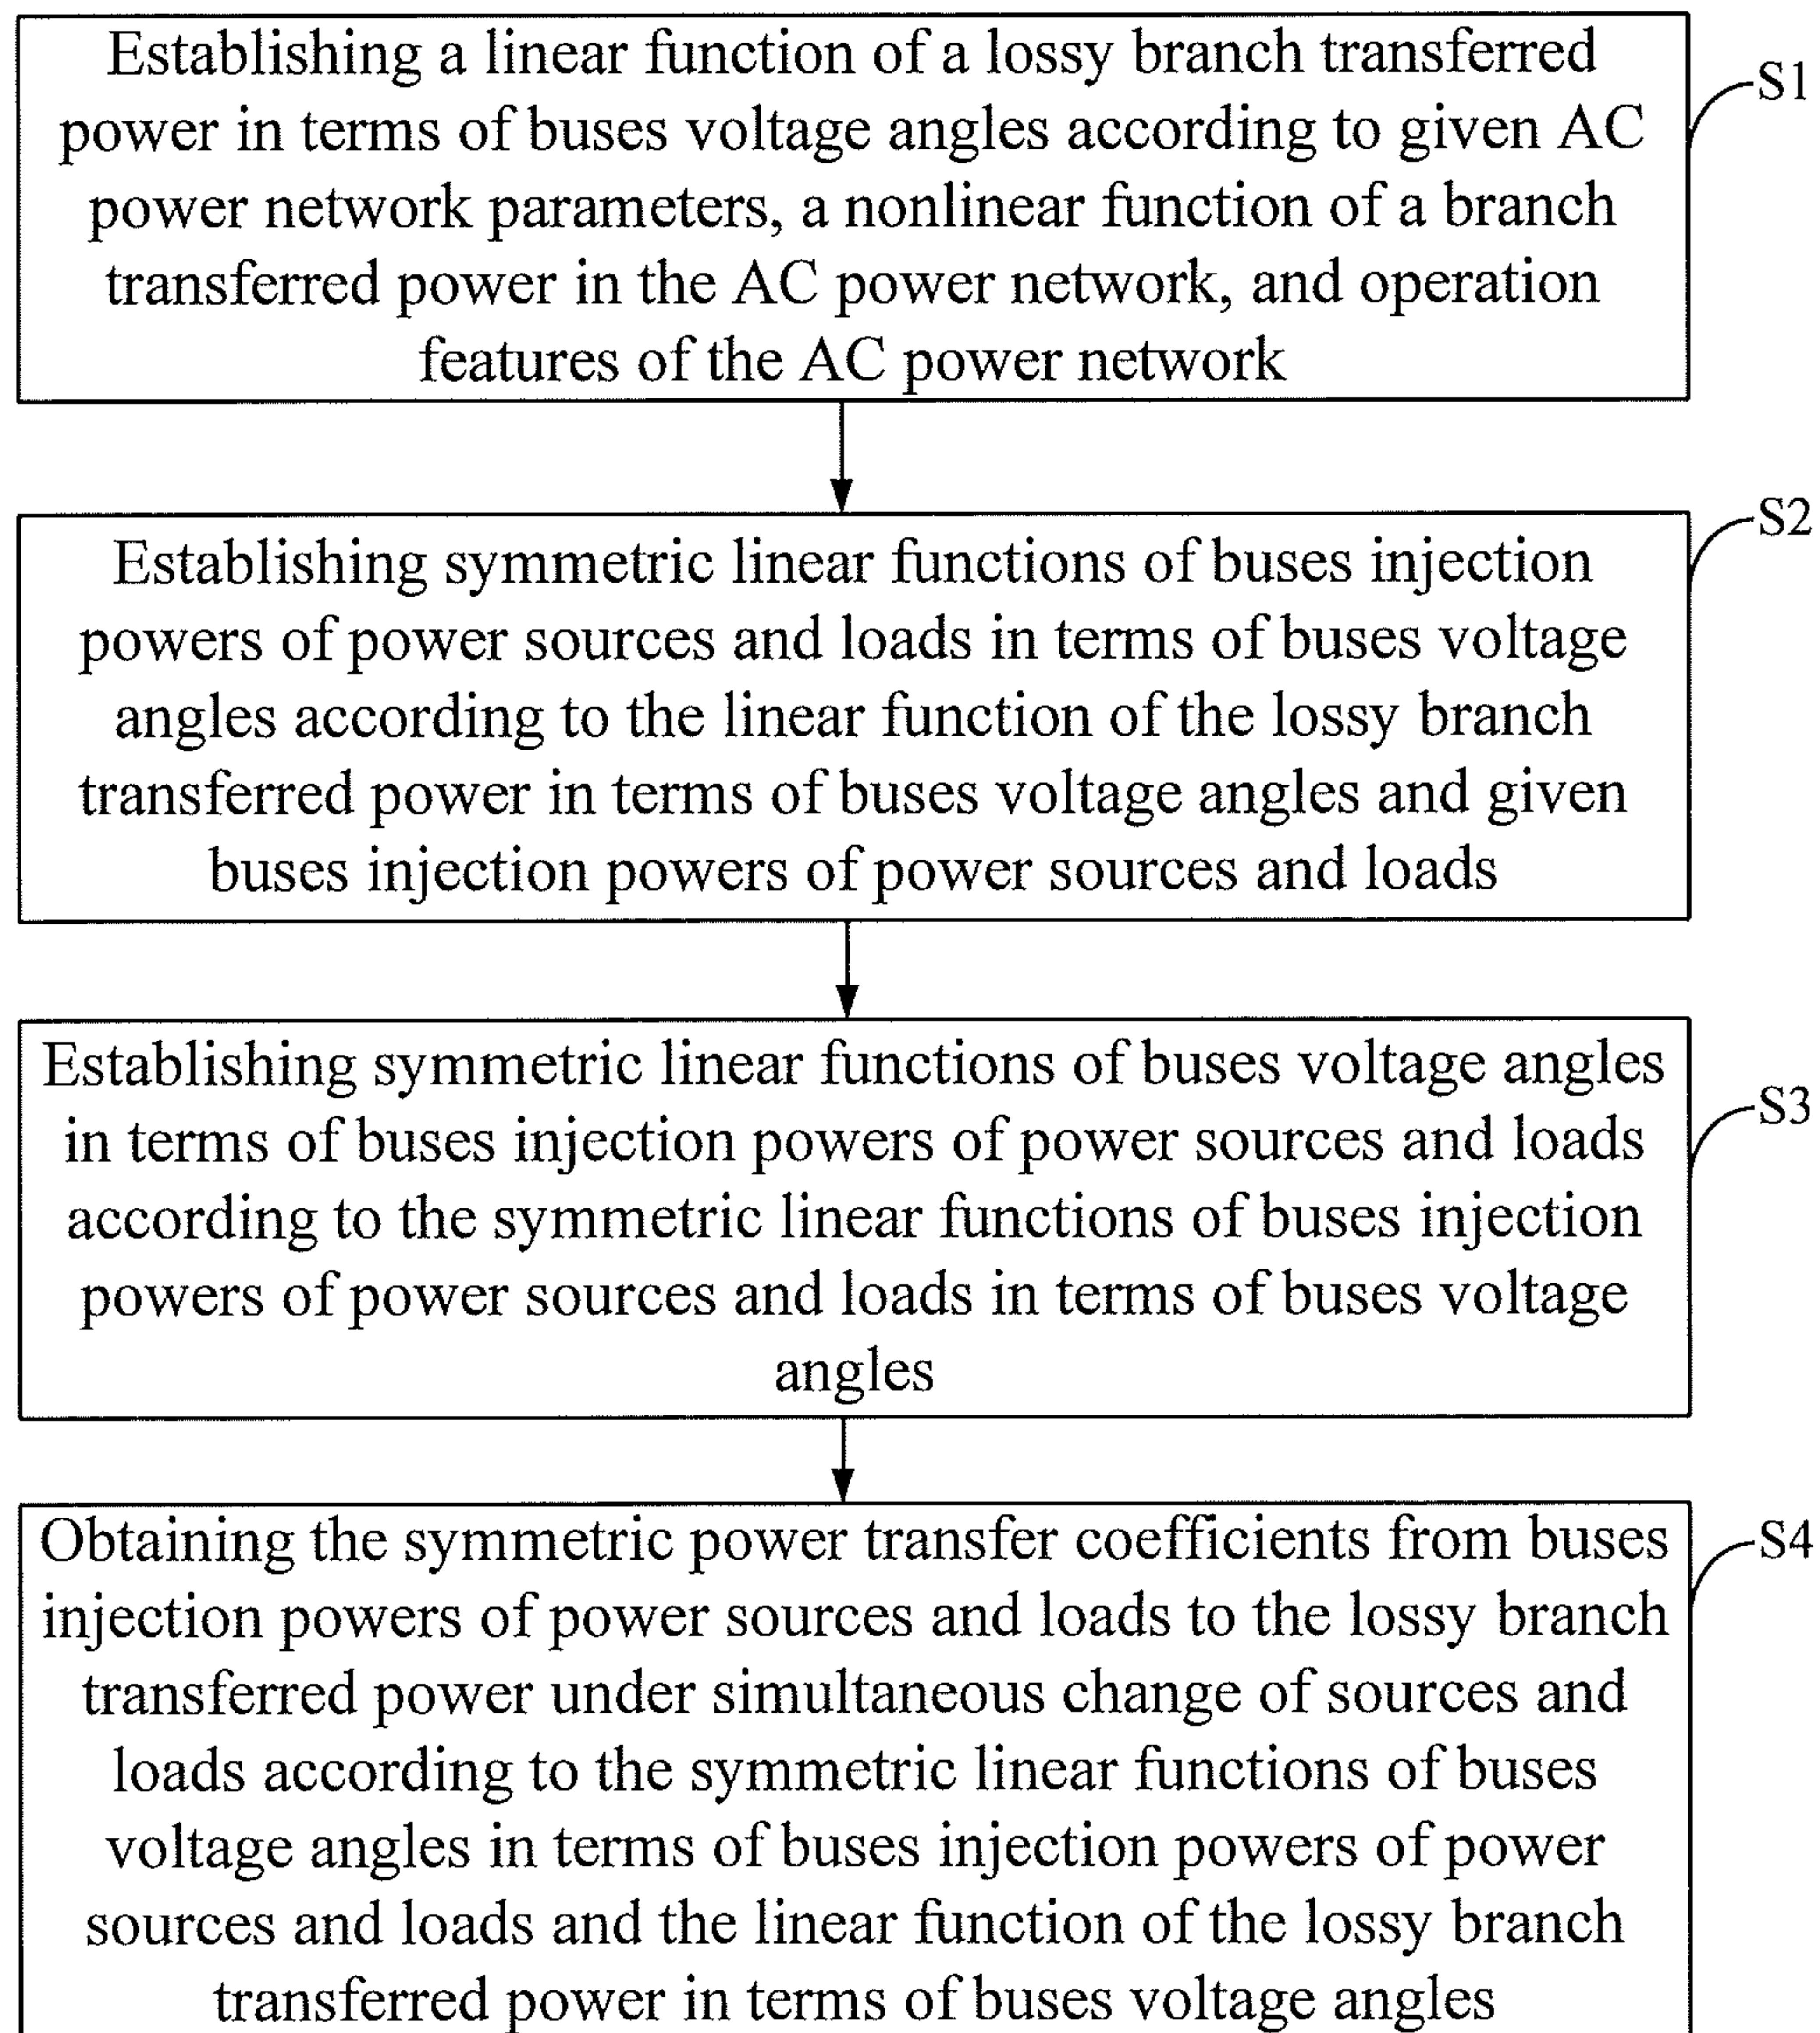 Establishing a linear function of a lossy branch transferred
power in terms of buses voltage angles according to given AC
power network parameters, a nonlinear function of a branch
transferred power in the AC power network, and operation
features of the AC power network
S1
Establishing symmetric linear functions of buses injection
powers of power sources and loads in terms of buses voltage
angles according to the linear function of the lossy branch
transferred power in terms of buses voltage angles and given
buses injection powers of power sources and loads
S2
Establishing symmetric linear functions of buses voltage angles
in terms of buses injection powers of power sources and loads
according to the symmetric linear functions of buses injection
powers of power sources and loads in terms of buses voltage
angles
S3
Obtaining the symmetric power transfer coefficients from buses
injection powers of power sources and loads to the lossy branch
transferred power under simultaneous change of sources and
loads according to the symmetric linear functions of buses
voltage angles in terms of buses injection powers of power
sources and loads and the linear function of the lossy branch
transferred power in terms of buses voltage angles
S4